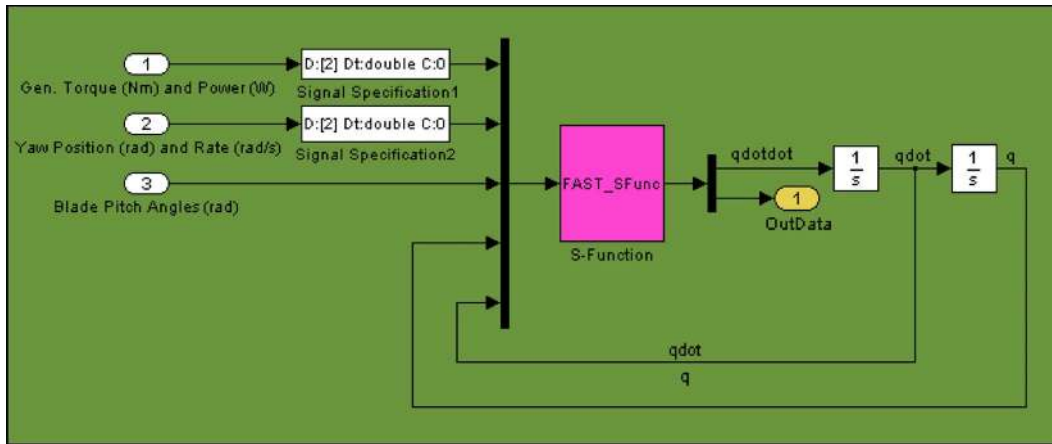 1
Gen. Torque (Nm) and Power (W)
D:[2] Dt:double C:0
Signal Specification1
2
Yaw Position (rad) and Rate (rad/s)
D:[2] Dt:double C:0
Signal Specification2
3
Blade Pitch Angles (rad)
FAST_SFunc
S-Function
qdotdot
1
OutData
1
s
qdot
1
s
q
qdot
q